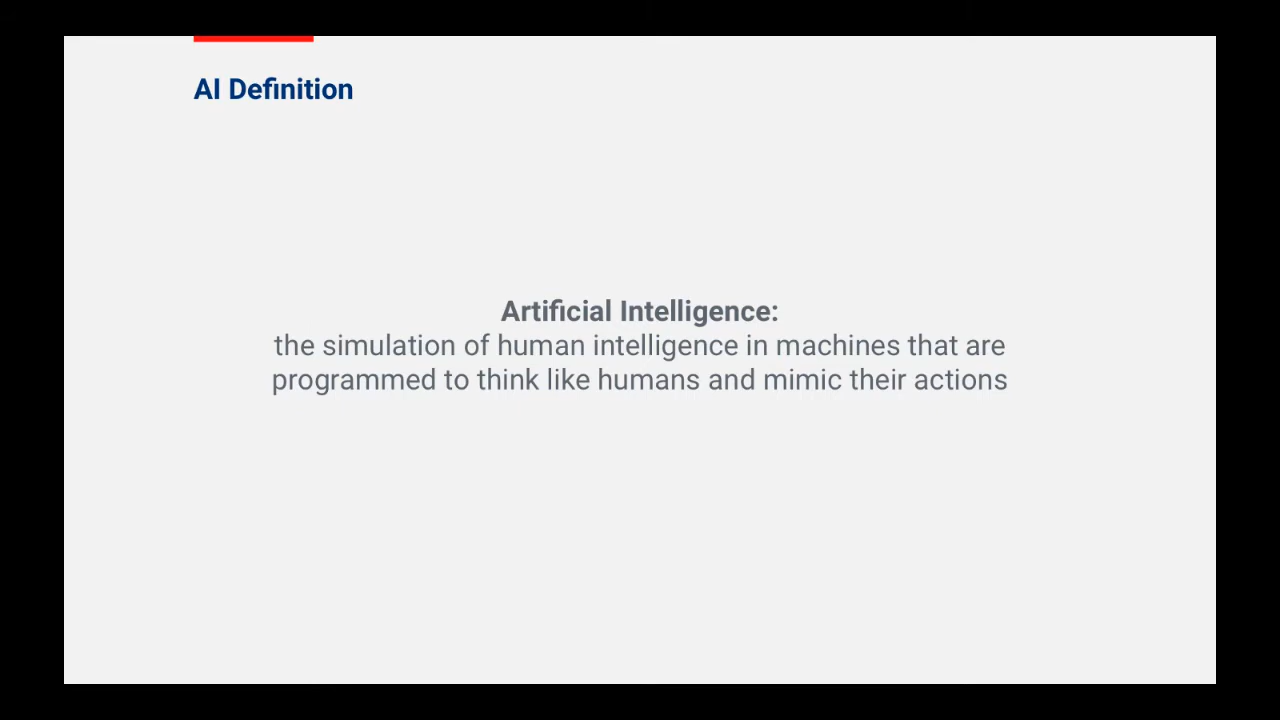 AI Definition
Artificial Intelligence:
the simulation of human intelligence in machines that are
programmed to think like humans and mimic their actions